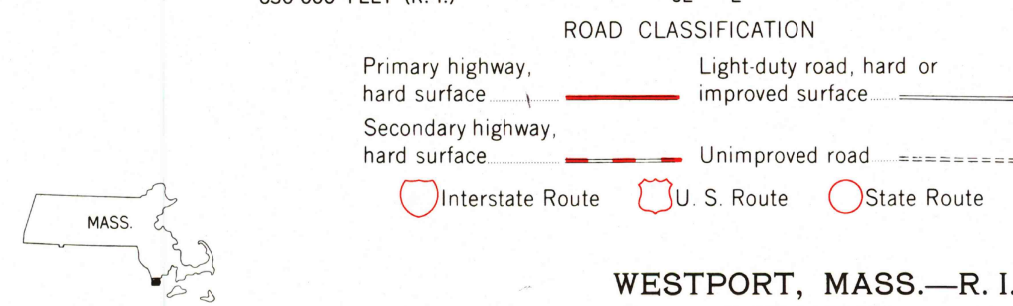 ROAD CLASSIFICATION
Primary highway,
hard surface
Light-duty road, hard or
improved surface
Secondary highway,
hard surface
Unimproved road
Interstate Route
U. S. Route
State Route
MASS.
WESTPORT, MASS.—R. I.